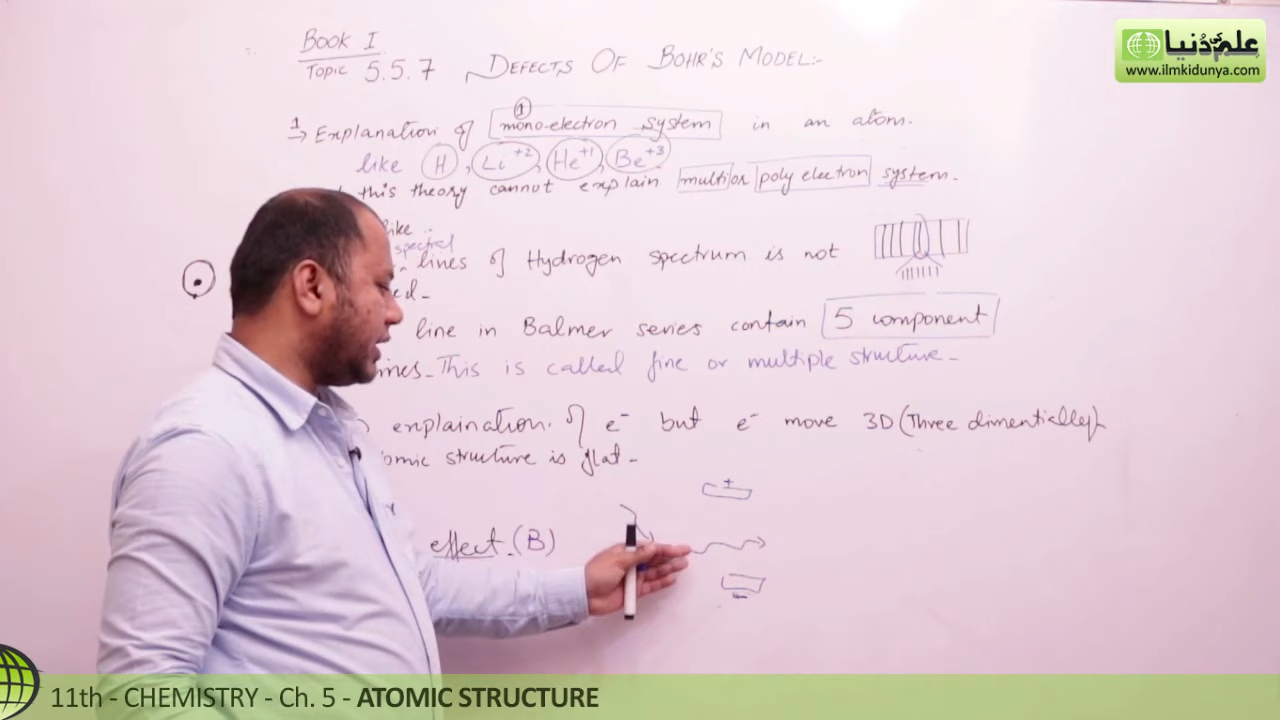 Book I
Topic 5.5.7 DEFECTS OF BOHR'S MODEL:-
علم کی دُنیا
www.ilmkidunya.com
1 → Explanation of mono-electron system in an atom.
1
like H, Li+2, He+1, Be+3
this theory cannot explain multi or poly electron system.
like
spectral
lines of Hydrogen spectrum is not
ed.
line in Balmer series contain 5 component
ines. This is called fine or multiple structure.
explaination. of e- but e- move 3D (Three dimentielly)
omic structure is flat.
+
effect. (B)
-
11th - CHEMISTRY - Ch. 5 - ATOMIC STRUCTURE